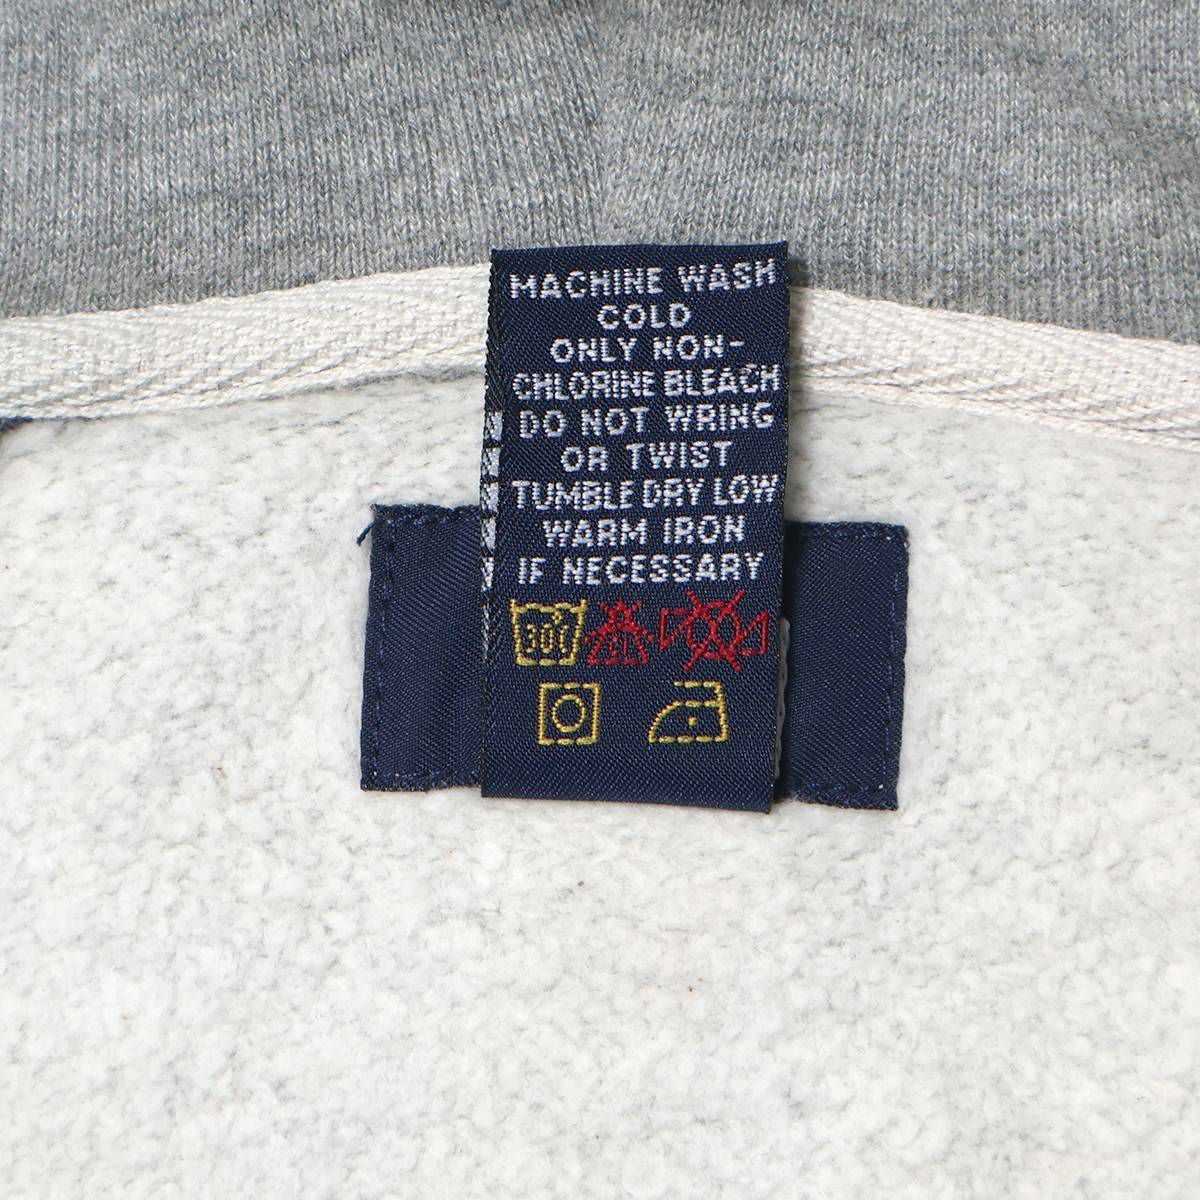 MACHINE WASH
COLD
ONLY NON-
CHLORINE BLEACH
DO NOT WRING
OR TWIST
TUMBLE DRY LOW
WARM IRON
IF NECESSARY